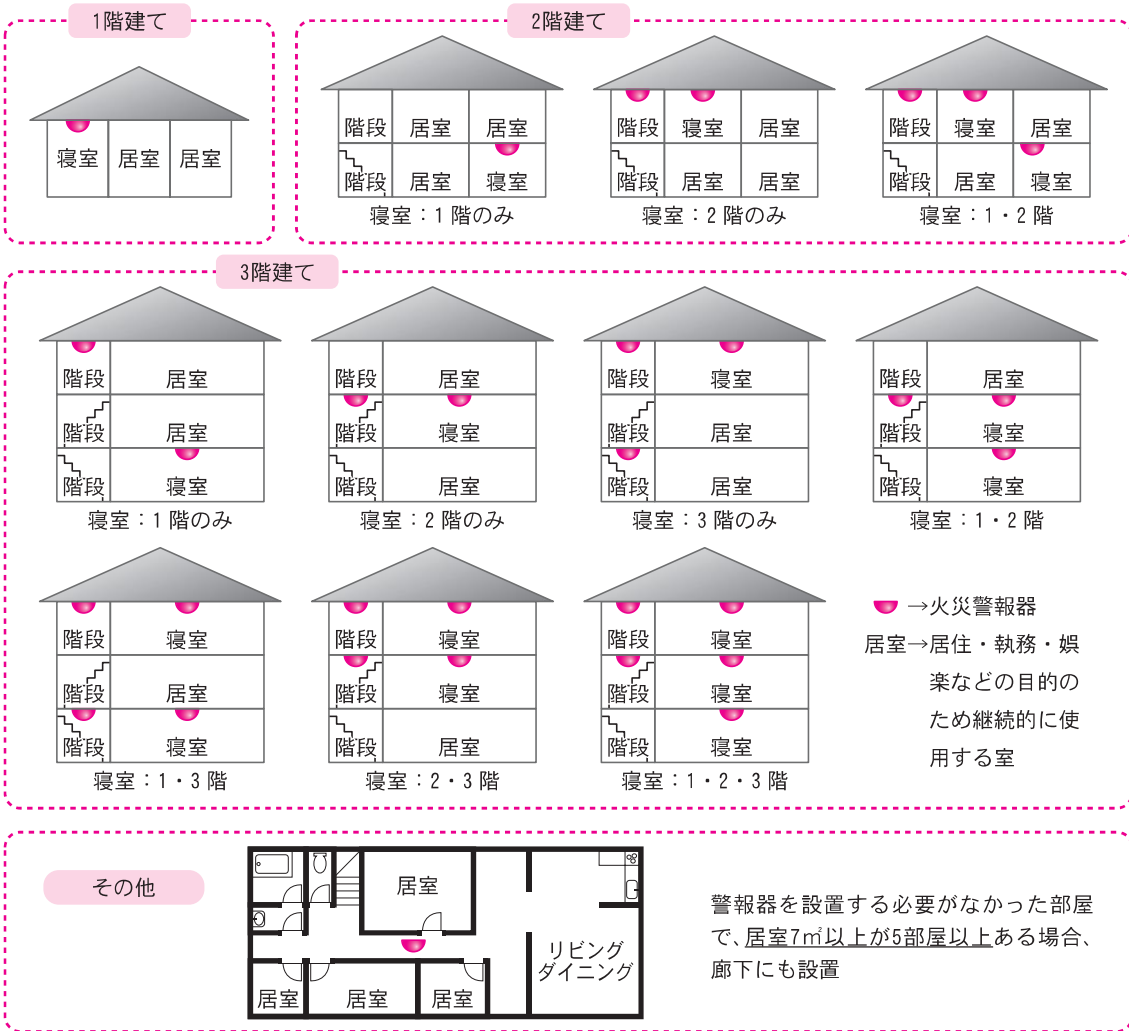 1階建て
寝室 居室 居室
2階建て
階段 居室 居室
階段 居室 寝室
寝室：1階のみ
階段 寝室 居室
階段 居室 居室
寝室：2階のみ
階段 寝室 居室
階段 居室 寝室
寝室：1・2階
3階建て
階段 居室
階段 居室
階段 寝室
寝室：1階のみ
階段 居室
階段 寝室
階段 居室
寝室：2階のみ
階段 寝室
階段 居室
階段 居室
寝室：3階のみ
階段 居室
階段 寝室
階段 寝室
寝室：1・2階
階段 寝室
階段 居室
階段 寝室
寝室：1・3階
階段 寝室
階段 寝室
階段 居室
寝室：2・3階
階段 寝室
階段 寝室
階段 寝室
寝室：1・2・3階
→火災警報器
居室→居住・執務・娯
楽などの目的の
ため継続的に使
用する室
その他
居室
リビング
ダイニング
居室 居室 居室
警報器を設置する必要がなかった部屋
で、居室7㎡以上が5部屋以上ある場合、
廊下にも設置